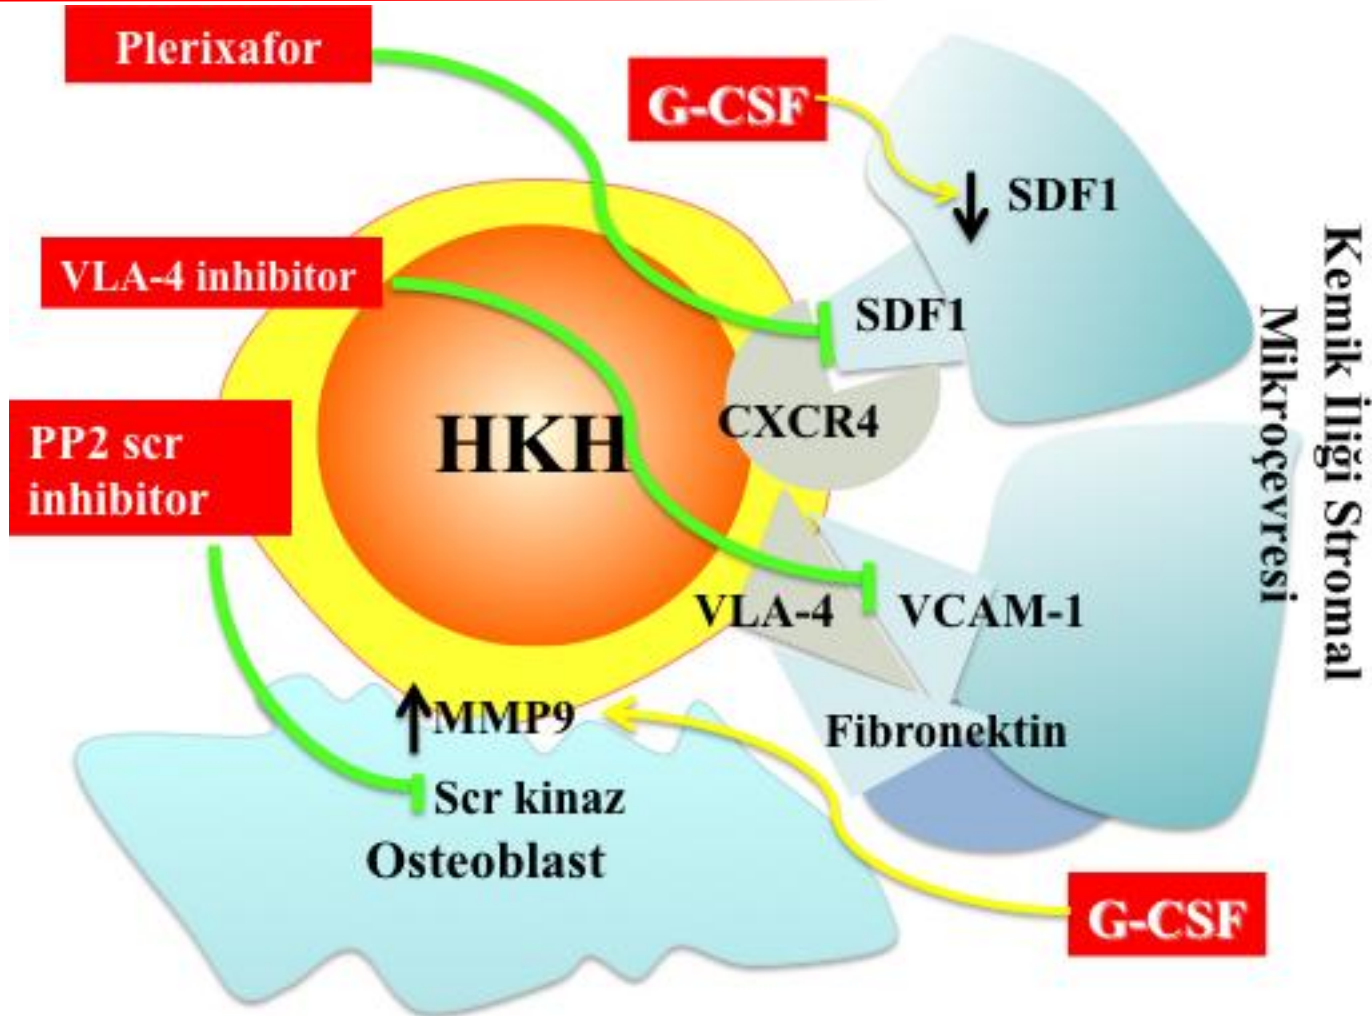 Plerixafor
G-CSF
SDF1
VLA-4 inhibitor
SDF1
CXCR4
HKH
PP2 scr
inhibitor
VLA-4
VCAM-1
MMP9
Fibronektin
Scr kinaz
Osteoblast
G-CSF
Kemik İliği Stromal
Mikroçevresi